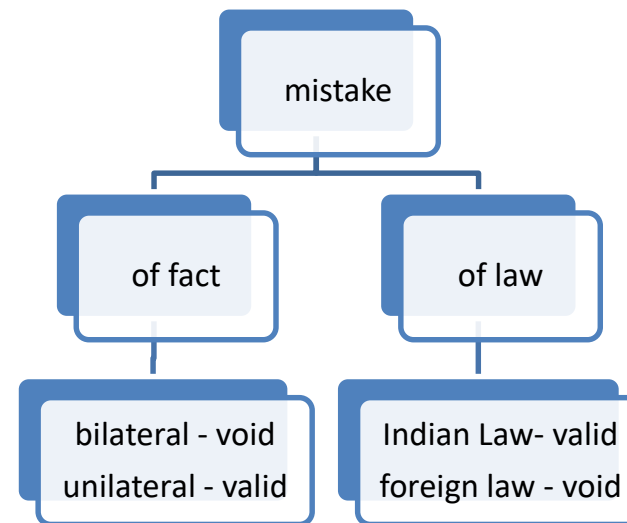 mistake
of fact
of law
bilateral - void
unilateral - valid
Indian Law- valid
foreign law - void